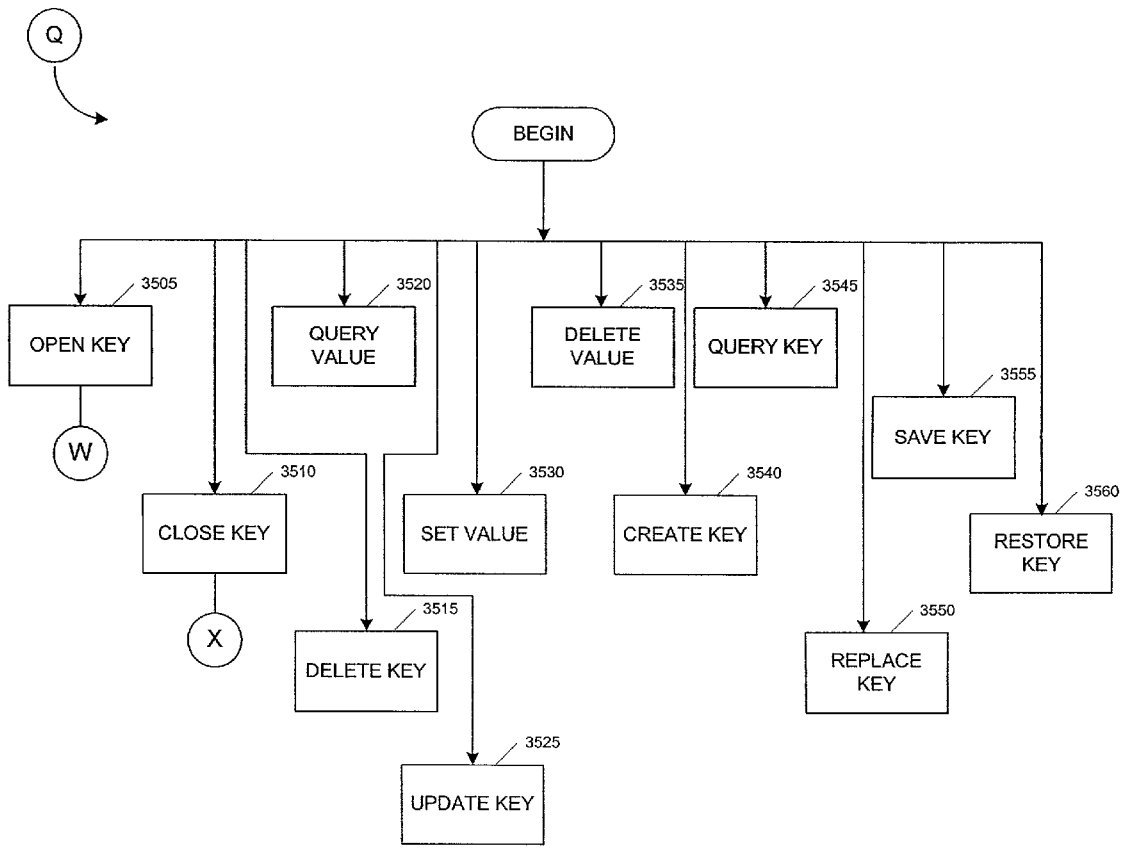 Q
BEGIN
3505
OPEN KEY
W
3520
QUERY
VALUE
3535
DELETE
VALUE
3545
QUERY KEY
3555
SAVE KEY
3510
CLOSE KEY
X
3530
SET VALUE
3540
CREATE KEY
3560
RESTORE
KEY
3515
DELETE KEY
3550
REPLACE
KEY
3525
UPDATE KEY